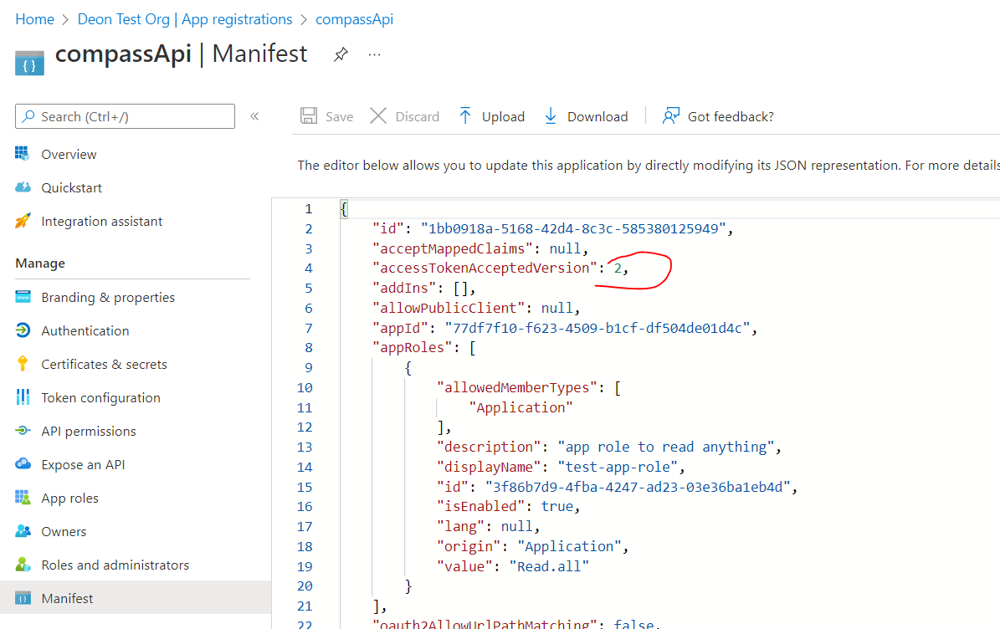 Home > Deon Test Org | App registrations > compassApi
compassApi | Manifest ...
Search (Ctrl+/) «
Save Discard Upload Download Got feedback?
Overview
Quickstart
Integration assistant
Manage
Branding & properties
Authentication
Certificates & secrets
Token configuration
API permissions
Expose an API
App roles
Owners
Roles and administrators
Manifest
The editor below allows you to update this application by directly modifying its JSON representation. For more details
1 {
2 "id": "1bb0918a-5168-42d4-8c3c-585380125949",
3 "acceptMappedClaims": null,
4 "accessTokenAcceptedVersion": 2,
5 "addIns": [],
6 "allowPublicClient": null,
7 "appId": "77df7f10-f623-4509-b1cf-df504de01d4c",
8 "appRoles": [
9 {
10 "allowedMemberTypes": [
11 "Application"
12 ],
13 "description": "app role to read anything",
14 "displayName": "test-app-role",
15 "id": "3f86b7d9-4fba-4247-ad23-03e36ba1eb4d",
16 "isEnabled": true,
17 "lang": null,
18 "origin": "Application",
19 "value": "Read.all"
20 }
21 ],
22 "oauth2AllowUrlPathMatching": false,